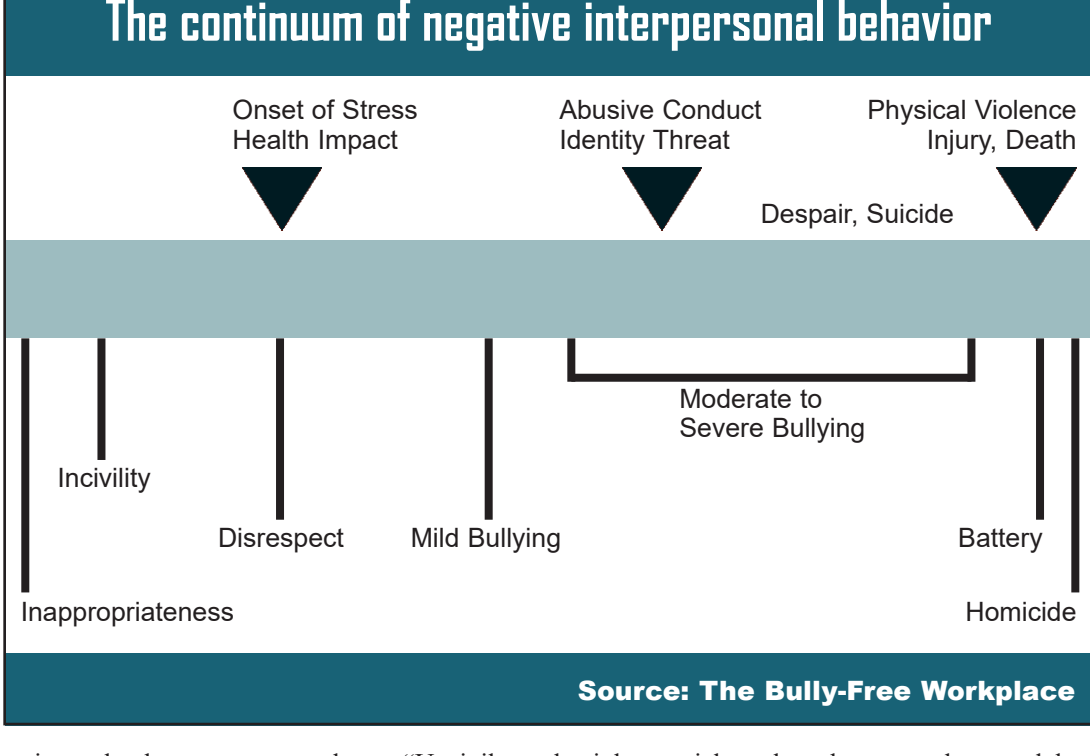 The continuum of negative interpersonal behavior
Onset of Stress
Health Impact
Abusive Conduct
Identity Threat
Physical Violence
Injury, Death
Despair, Suicide
Moderate to
Severe Bullying
Incivility
Disrespect
Mild Bullying
Battery
Inappropriateness
Homicide
Source: The Bully-Free Workplace